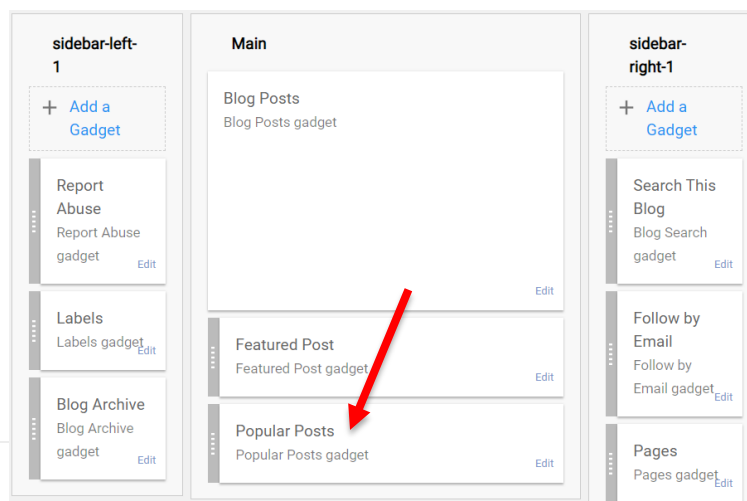 sidebar-left-
1
+ Add a
Gadget
Report
Abuse
Report Abuse
gadget
Edit
Labels
Labels gadget
Edit
Blog Archive
Blog Archive
gadget
Edit
Main
Blog Posts
Blog Posts gadget
Edit
Featured Post
Featured Post gadget
Edit
Popular Posts
Popular Posts gadget
Edit
sidebar-
right-1
+ Add a
Gadget
Search This
Blog
Blog Search
gadget
Edit
Follow by
Email
Follow by
Email gadget
Edit
Pages
Pages gadget
Edit